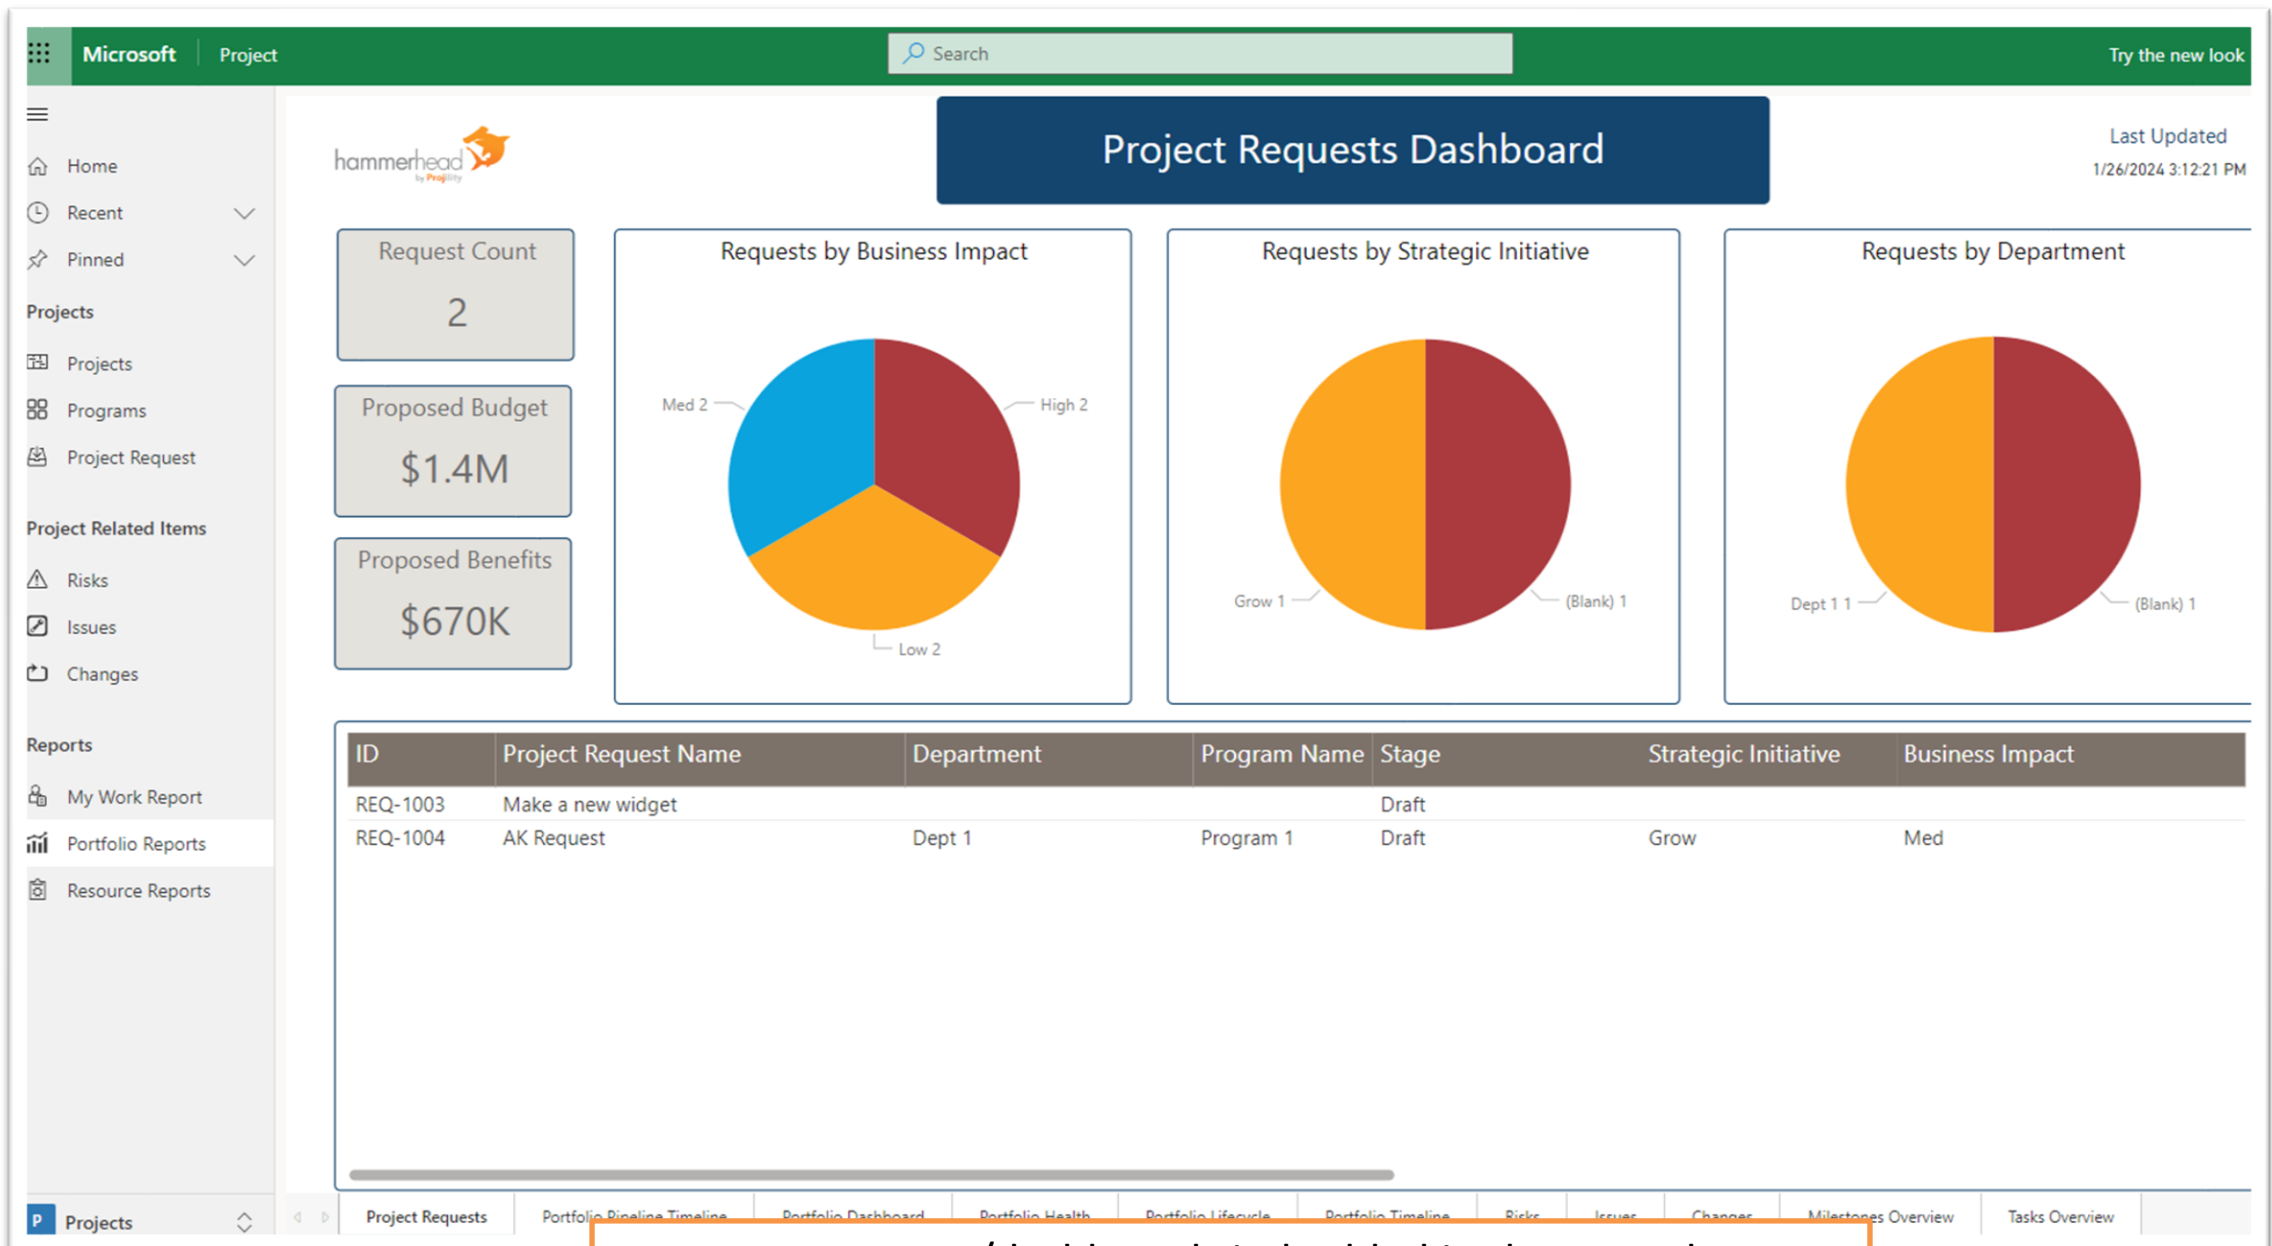 Microsoft Project
Search
Try the new look
Home
Recent
Pinned
Projects
Projects
Programs
Project Request
Project Related Items
Risks
Issues
Changes
Reports
My Work Report
Portfolio Reports
Resource Reports
P Projects
hammerhead
by Projility
Project Requests Dashboard
Last Updated
1/26/2024 3:12:21 PM
Request Count
2
Proposed Budget
$1.4M
Proposed Benefits
$670K
Requests by Business Impact
Med 2
High 2
Low 2
Requests by Strategic Initiative
Grow 1
(Blank) 1
Requests by Department
Dept 1 1
(Blank) 1
ID Project Request Name Department Program Name Stage Strategic Initiative Business Impact
REQ-1003 Make a new widget Draft
REQ-1004 AK Request Dept 1 Program 1 Draft Grow Med
Project Requests Portfolio Pipeline Timeline Portfolio Dashboard Portfolio Health Portfolio Lifecycle Portfolio Timeline Risks Issues Changes Milestones Overview Tasks Overview